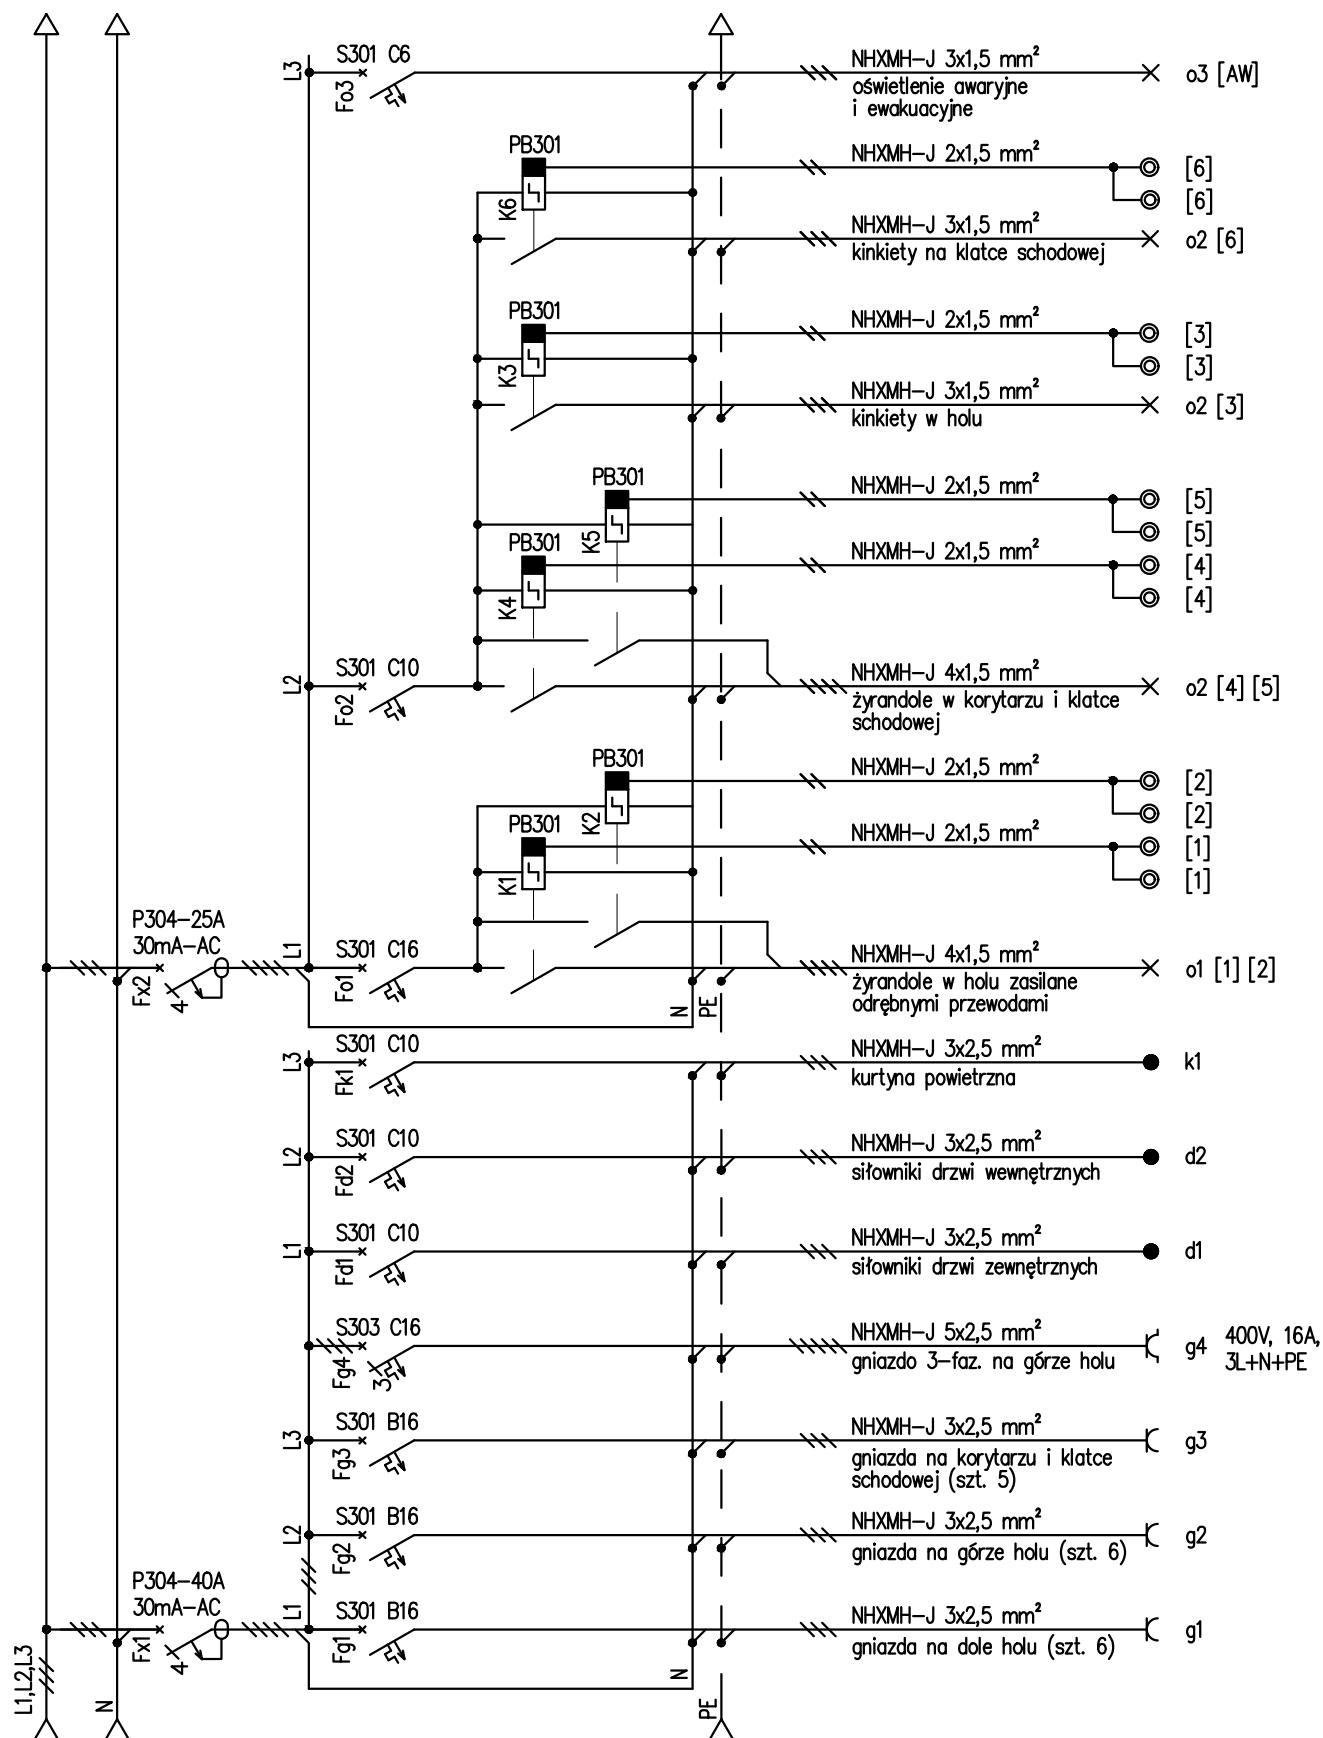 L3
S301 C6
Fo3
NHXMH-J 3x1,5 mm²
oświetlenie awaryjne
i ewakuacyjne
o3 [AW]
PB301
K6
NHXMH-J 2x1,5 mm²
[6]
[6]
NHXMH-J 3x1,5 mm²
kinkiety na klatce schodowej
o2 [6]
PB301
K3
NHXMH-J 2x1,5 mm²
[3]
[3]
NHXMH-J 3x1,5 mm²
kinkiety w holu
o2 [3]
PB301
K5
NHXMH-J 2x1,5 mm²
[5]
[5]
PB301
K4
NHXMH-J 2x1,5 mm²
[4]
[4]
L2
S301 C10
Fo2
NHXMH-J 4x1,5 mm²
żyrandole w korytarzu i klatce
schodowej
o2 [4] [5]
PB301
K2
NHXMH-J 2x1,5 mm²
[2]
[2]
PB301
K1
NHXMH-J 2x1,5 mm²
[1]
[1]
P304-25A
30mA-AC
Fx2
4
L1
S301 C16
Fo1
N
PE
NHXMH-J 4x1,5 mm²
żyrandole w holu zasilane
odrębnymi przewodami
o1 [1] [2]
L3
S301 C10
Fk1
NHXMH-J 3x2,5 mm²
kurtyna powietrzna
k1
L2
S301 C10
Fd2
NHXMH-J 3x2,5 mm²
siłowniki drzwi wewnętrznych
d2
L1
S301 C10
Fd1
NHXMH-J 3x2,5 mm²
siłowniki drzwi zewnętrznych
d1
S303 C16
Fg4
3
NHXMH-J 5x2,5 mm²
gniazdo 3-faz. na górze holu
g4
400V, 16A,
3L+N+PE
L3
S301 B16
Fg3
NHXMH-J 3x2,5 mm²
gniazda na korytarzu i klatce
schodowej (szt. 5)
g3
L2
S301 B16
Fg2
NHXMH-J 3x2,5 mm²
gniazda na górze holu (szt. 6)
g2
P304-40A
30mA-AC
Fx1
4
L1
S301 B16
Fg1
NHXMH-J 3x2,5 mm²
gniazda na dole holu (szt. 6)
g1
L1,L2,L3
N
N
PE